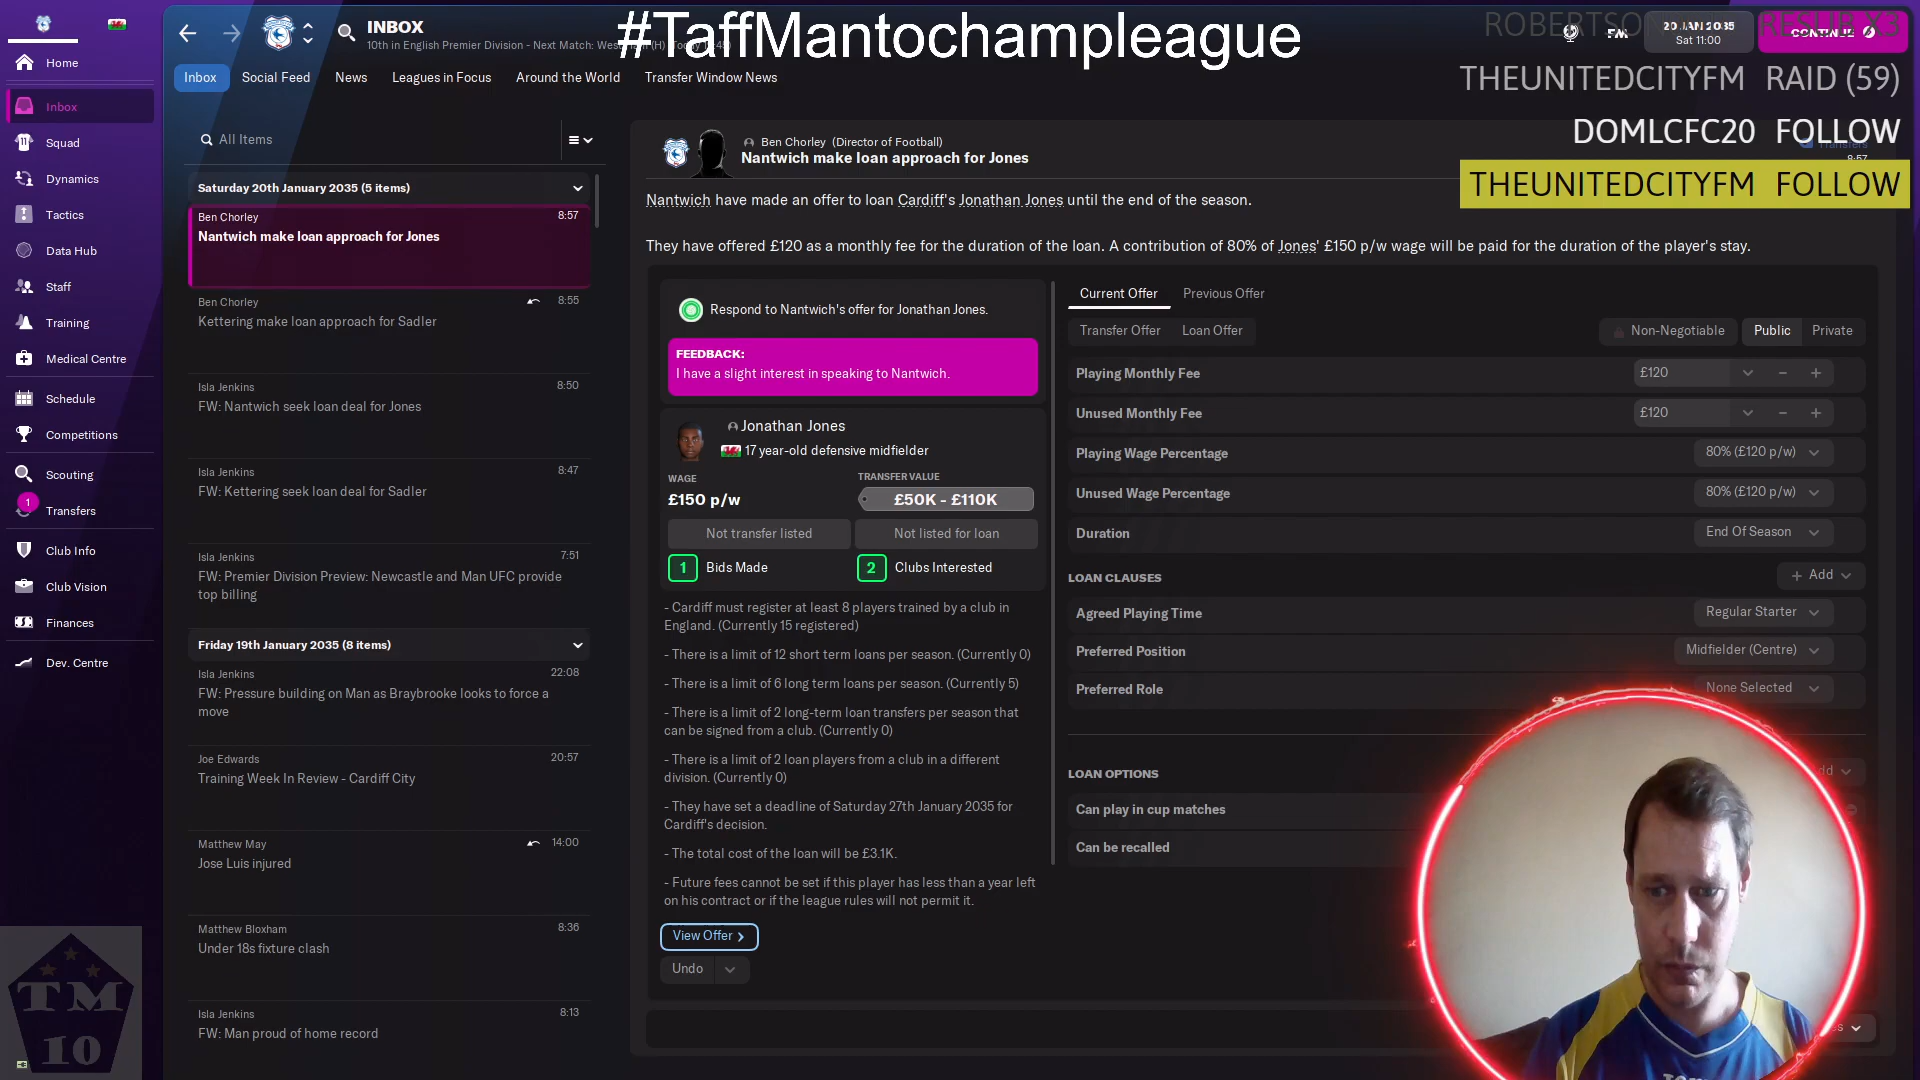 INBOX
10th in English Premier Division - Next Match:
#TaffMantochampleague
20 JAN 2035
Sat 11:00
CONTINUE
THEUNITEDCITYFM RAID (59)
DOMLCFC20 FOLLOW
THEUNITEDCITYFM FOLLOW
Home
Inbox
Squad
Dynamics
Tactics
Data Hub
Staff
Training
Medical Centre
Schedule
Competitions
Scouting
1
Transfers
Club Info
Club Vision
Finances
Dev. Centre
TM
10
Inbox Social Feed News Leagues in Focus Around the World Transfer Window News
All Items
Saturday 20th January 2035 (5 items)
Ben Chorley 8:57
Nantwich make loan approach for Jones
Ben Chorley 8:55
Kettering make loan approach for Sadler
Isla Jenkins 8:50
FW: Nantwich seek loan deal for Jones
Isla Jenkins 8:47
FW: Kettering seek loan deal for Sadler
Isla Jenkins 7:51
FW: Premier Division Preview: Newcastle and Man UFC provide
top billing
Friday 19th January 2035 (8 items)
Isla Jenkins 22:08
FW: Pressure building on Man as Braybrooke looks to force a
move
Joe Edwards 20:57
Training Week In Review - Cardiff City
Matthew May 14:00
Jose Luis injured
Matthew Bloxham 8:36
Under 18s fixture clash
Isla Jenkins 8:13
FW: Man proud of home record
Ben Chorley (Director of Football)
Nantwich make loan approach for Jones
Transfers
8:57
Nantwich have made an offer to loan Cardiff's Jonathan Jones until the end of the season.
They have offered £120 as a monthly fee for the duration of the loan. A contribution of 80% of Jones' £150 p/w wage will be paid for the duration of the player's stay.
Respond to Nantwich's offer for Jonathan Jones.
FEEDBACK:
I have a slight interest in speaking to Nantwich.
Jonathan Jones
17 year-old defensive midfielder
WAGE TRANSFER VALUE
£150 p/w £50K - £110K
Not transfer listed Not listed for loan
1 Bids Made 2 Clubs Interested
- Cardiff must register at least 8 players trained by a club in
England. (Currently 15 registered)
- There is a limit of 12 short term loans per season. (Currently 0)
- There is a limit of 6 long term loans per season. (Currently 5)
- There is a limit of 2 long-term loan transfers per season that
can be signed from a club. (Currently 0)
- There is a limit of 2 loan players from a club in a different
division. (Currently 0)
- They have set a deadline of Saturday 27th January 2035 for
Cardiff's decision.
- The total cost of the loan will be £3.1K.
- Future fees cannot be set if this player has less than a year left
on his contract or if the league rules will not permit it.
View Offer
Undo
Current Offer Previous Offer
Transfer Offer Loan Offer Non-Negotiable Public Private
Playing Monthly Fee £120
Unused Monthly Fee £120
Playing Wage Percentage 80% (£120 p/w)
Unused Wage Percentage 80% (£120 p/w)
Duration End Of Season
LOAN CLAUSES Add
Agreed Playing Time Regular Starter
Preferred Position Midfielder (Centre)
Preferred Role None Selected
LOAN OPTIONS
Can play in cup matches
Can be recalled